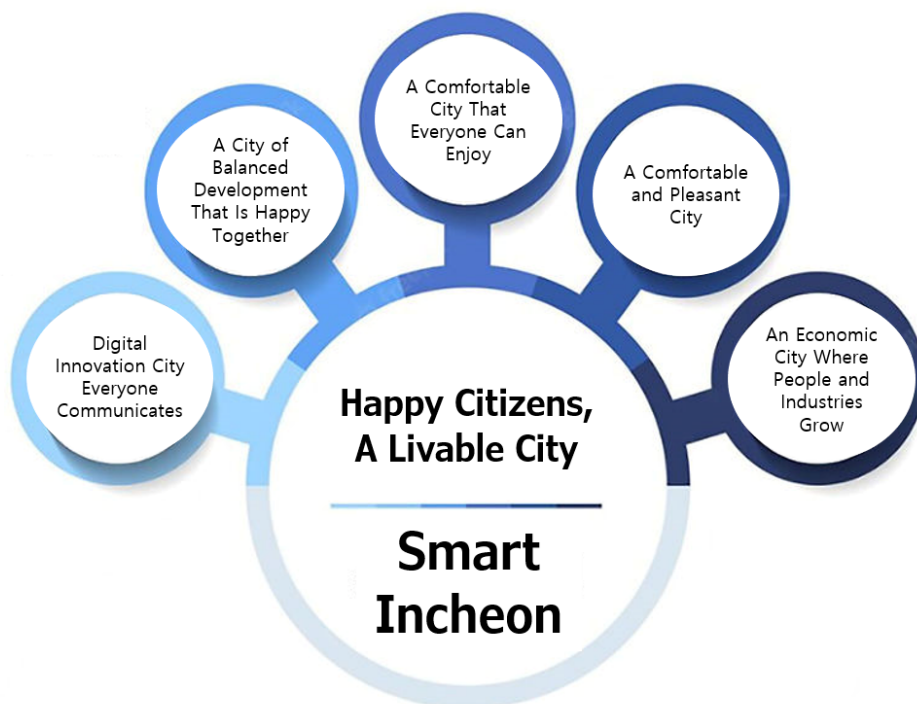 A Comfortable
City That
Everyone Can
Enjoy
A City of
Balanced
Development
That Is Happy
Together
A Comfortable
and Pleasant
City
Digital
Innovation City
Everyone
Communicates
An Economic
City Where
People and
Industries
Grow
Happy Citizens,
A Livable City
Smart
Incheon